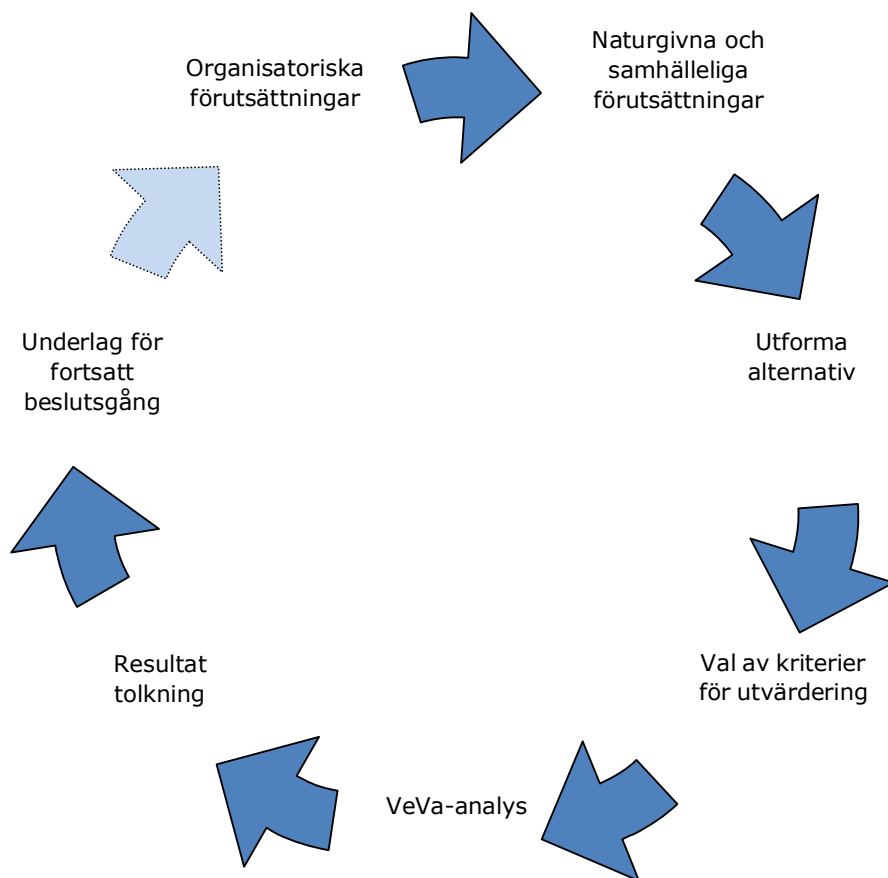 Organisatoriska
förutsättningar
Naturgivna och
samhälleliga
förutsättningar
Utforma
alternativ
Val av kriterier
för utvärdering
VeVa-analys
Resultat
tolkning
Underlag för
fortsatt
beslutsgång